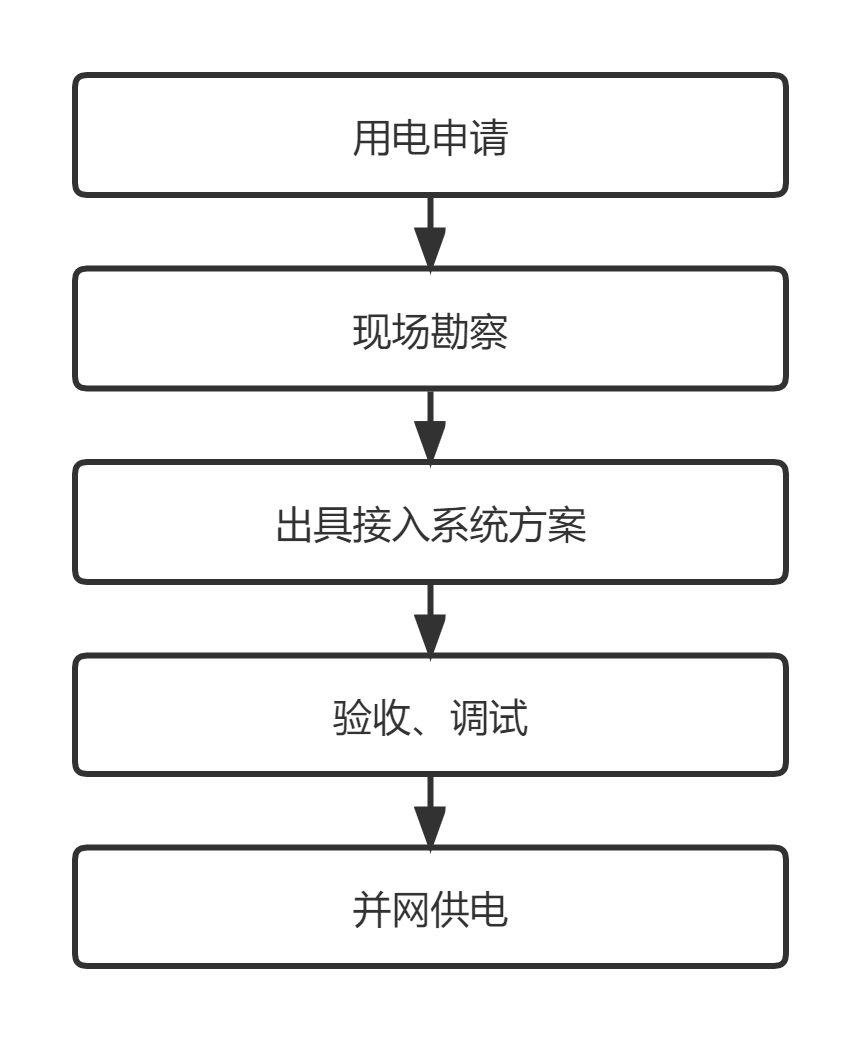 用电申请
现场勘察
出具接入系统方案
验收、调试
并网供电